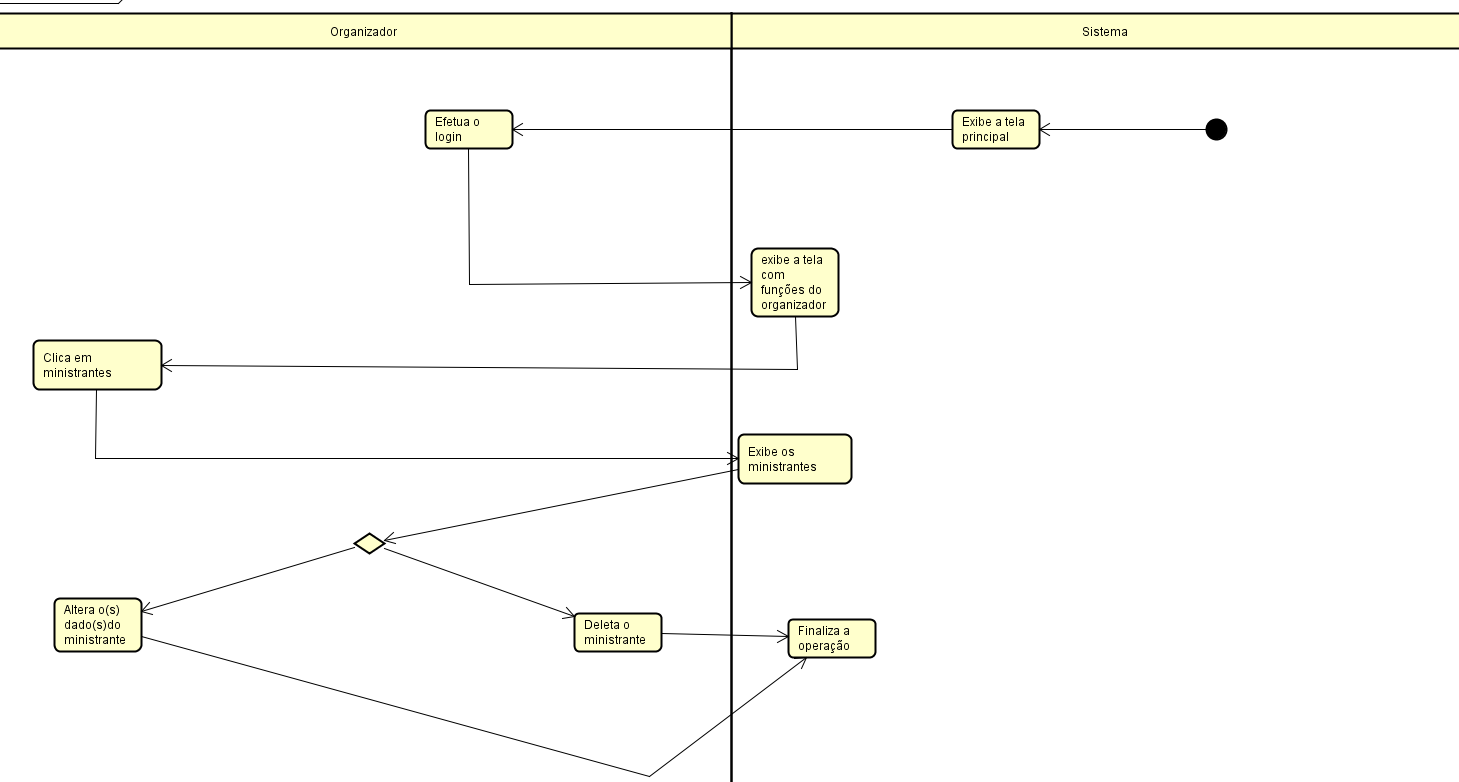 Organizador
Sistema
Efetua o
login
Exibe a tela
principal
exibe a tela
com
funções do
organizador
Clica em
ministrantes
Exibe os
ministrantes
Altera o(s)
dado(s)do
ministrante
Deleta o
ministrante
Finaliza a
operação